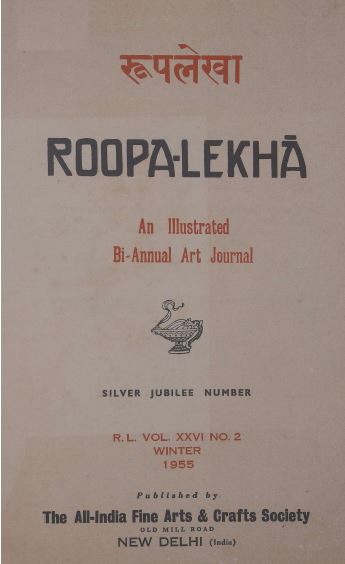 रूपलेखा
ROOPA-LEKHĀ
An Illustrated
Bi-Annual Art Journal
SILVER JUBILEE NUMBER
R. L. VOL. XXVI NO. 2
WINTER
1955
Published by
The All-India Fine Arts & Crafts Society
OLD MILL ROAD
NEW DELHI (India)